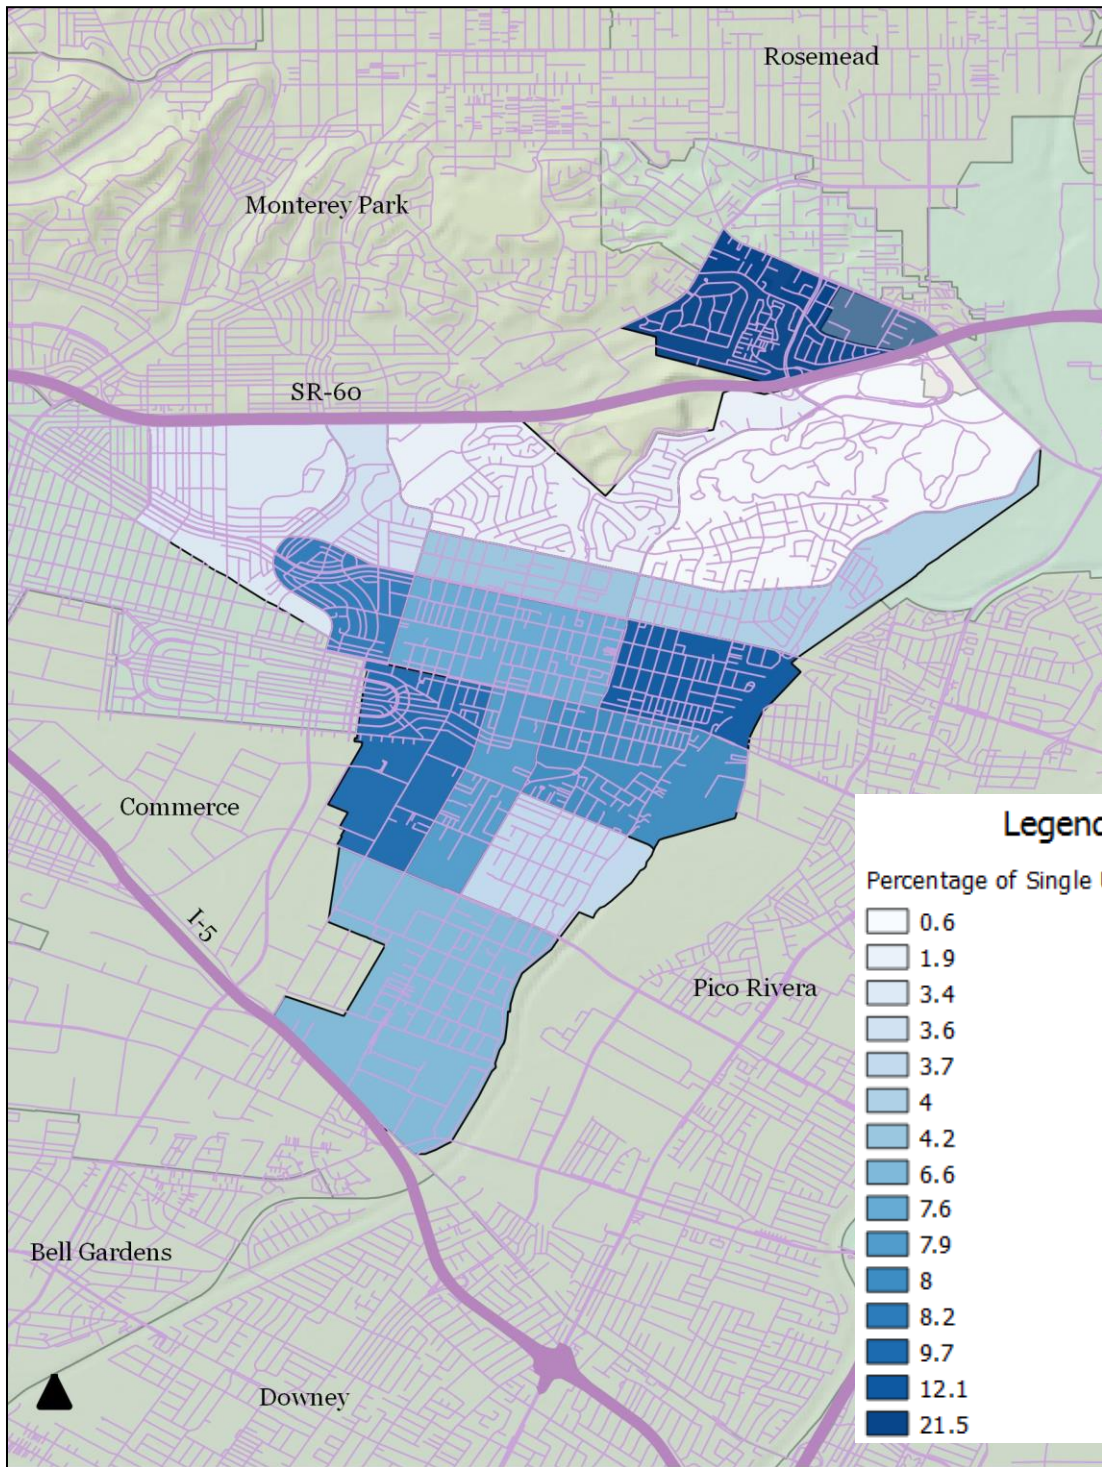 Rosemead
Monterey Park
SR-60
Commerce
I-5
Pico Rivera
Bell Gardens
Downey
Legend
Percentage of Single
0.6
1.9
3.4
3.6
3.7
4
4.2
6.6
7.6
7.9
8
8.2
9.7
12.1
21.5